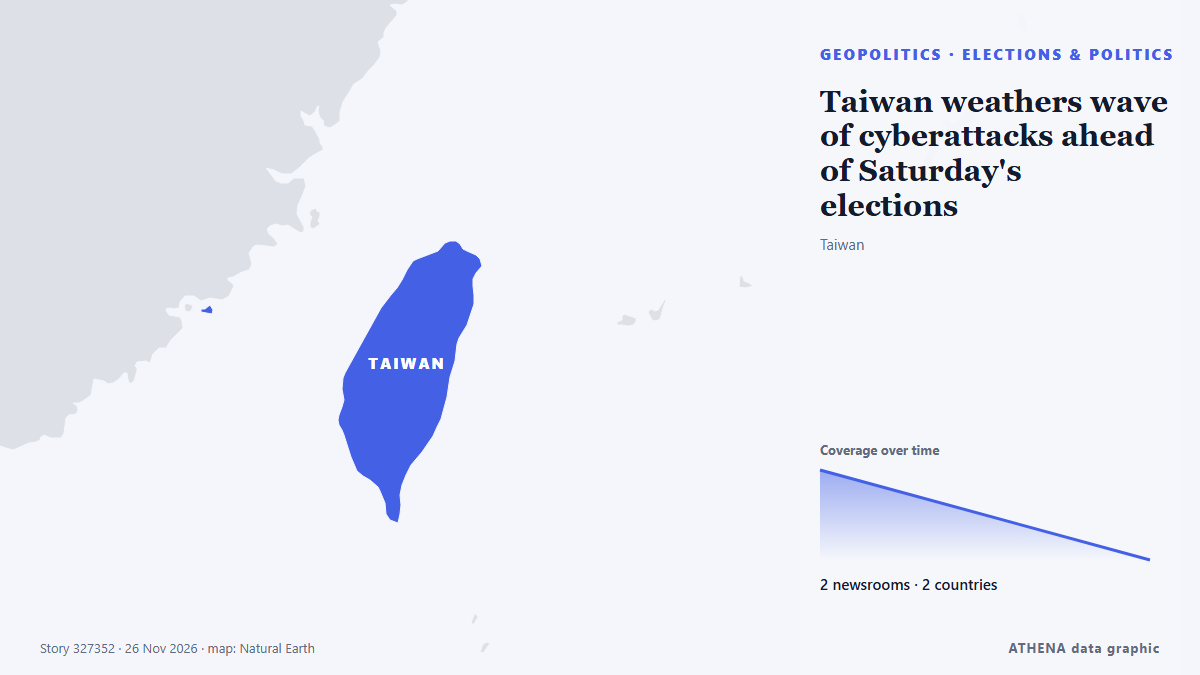 GEOPOLITICS · ELECTIONS & POLITICS
Taiwan weathers wave
of cyberattacks ahead
of Saturday's
elections
Taiwan
TAIWAN
Coverage over time
2 newsrooms · 2 countries
Story 327352 · 26 Nov 2026 · map: Natural Earth
ATHENA data graphic